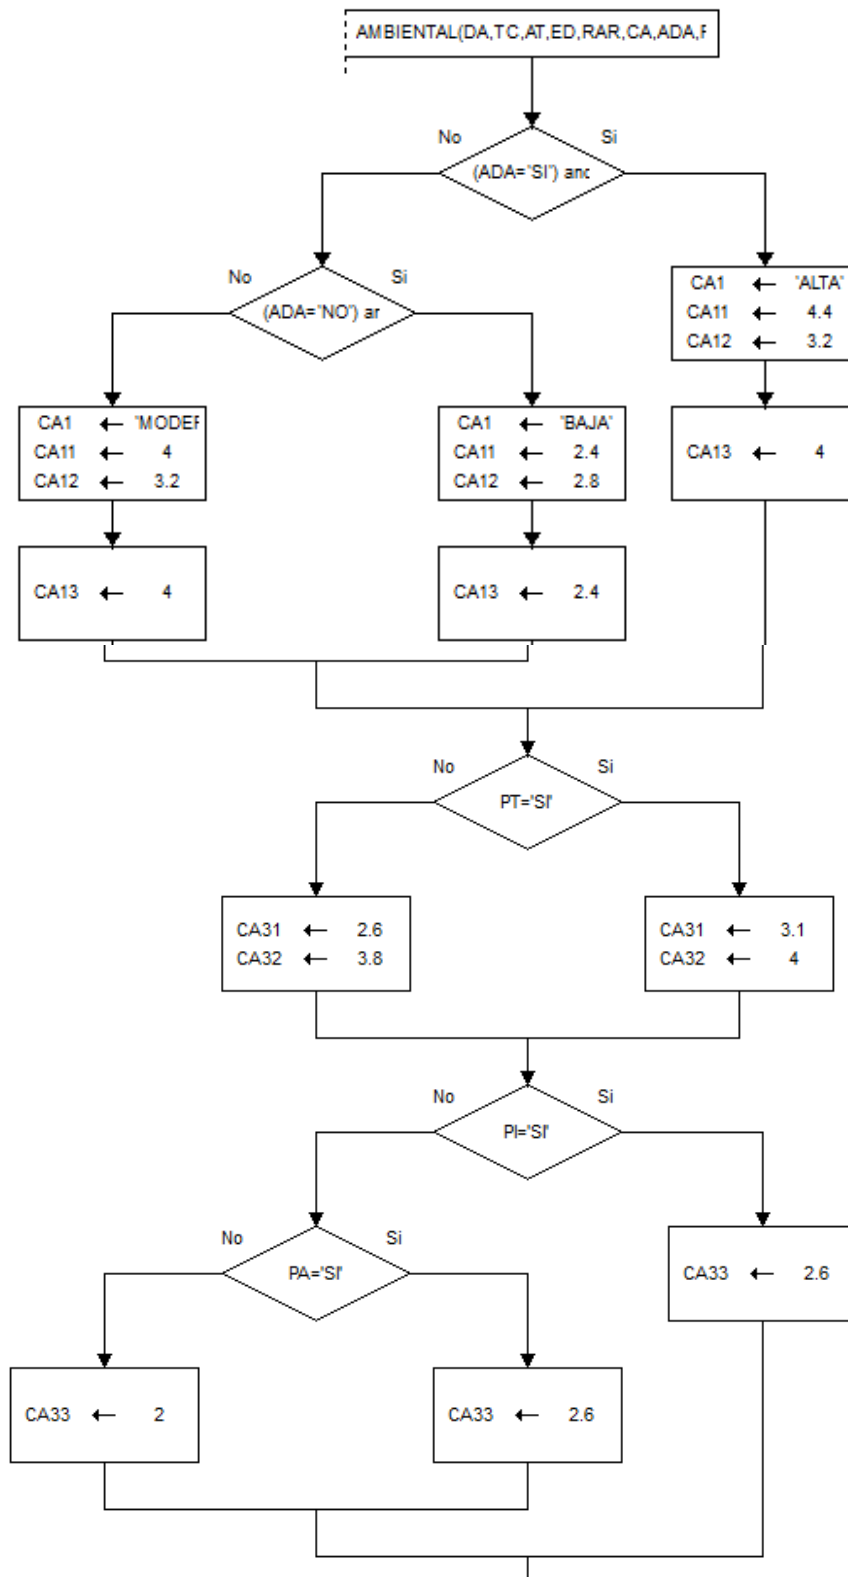 AMBIENTAL(DA,TC,AT,ED,RAR,CA,ADA,F
No Si
(ADA="SI") anc
No Si
(ADA="NO") ar
CA1 ← "ALTA"
CA11 ← 4.4
CA12 ← 3.2
CA1 ← "MODEF
CA11 ← 4
CA12 ← 3.2
CA1 ← "BAJA"
CA11 ← 2.4
CA12 ← 2.8
CA13 ← 4
CA13 ← 4
CA13 ← 2.4
No Si
PT="SI"
CA31 ← 2.6
CA32 ← 3.8
CA31 ← 3.1
CA32 ← 4
No Si
PI="SI"
No Si
PA="SI"
CA33 ← 2.6
CA33 ← 2
CA33 ← 2.6